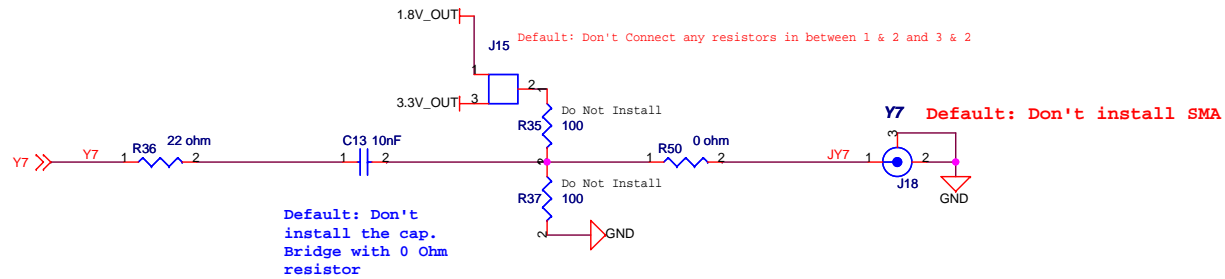 1.8V_OUT
J15
Default: Don't Connect any resistors in between 1 & 2 and 3 & 2
1
2
3.3V_OUT
3
Do Not Install
R35
100
Y7
Default: Don't install SMA
3
Y7
Y7
1
R36
22 ohm
2
1
C13 10nF
2
2
1
R50
0 ohm
2
JY7
1
2
J18
GND
Do Not Install
R37
100
2
GND
Default: Don't
install the cap.
Bridge with 0 Ohm
resistor